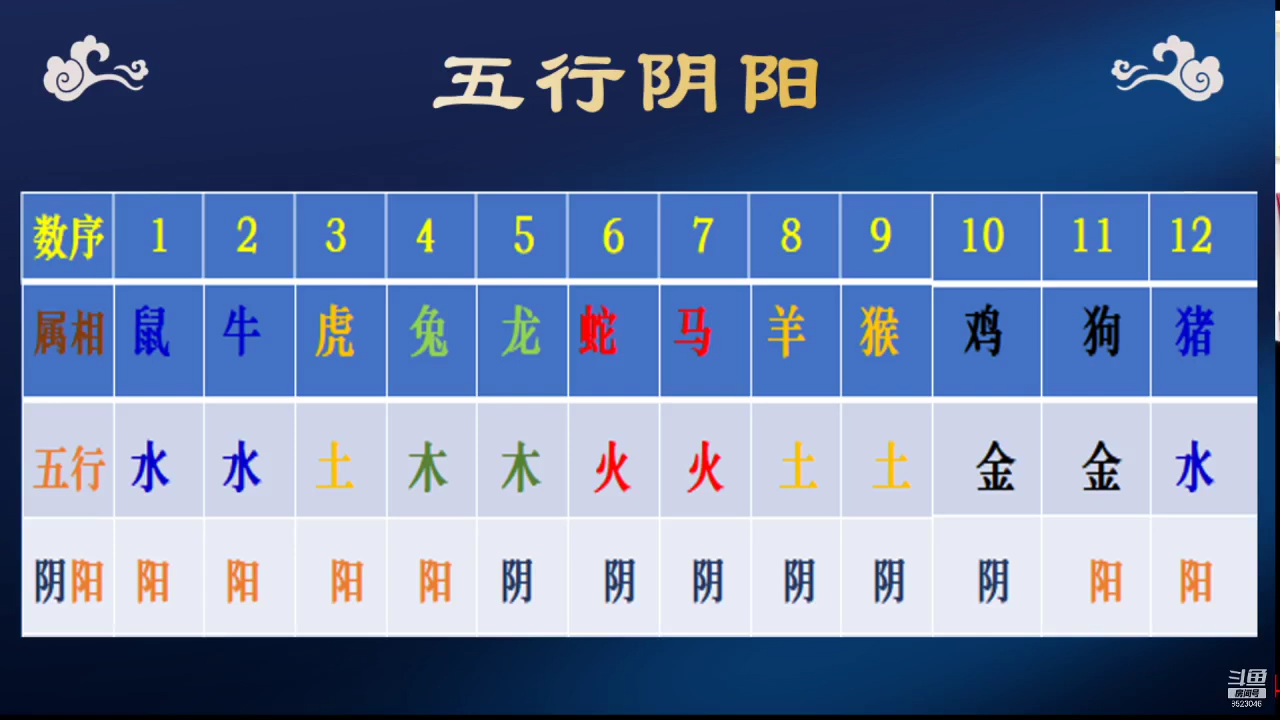 五行阴阳
数序 1 2 3 4 5 6 7 8 9 10 11 12
属相 鼠 牛 虎 兔 龙 蛇 马 羊 猴 鸡 狗 猪
五行 水 水 土 木 木 火 火 土 土 金 金 水
阴阳 阳 阳 阳 阳 阴 阴 阴 阴 阴 阴 阳 阳
斗鱼
房间号
9523046